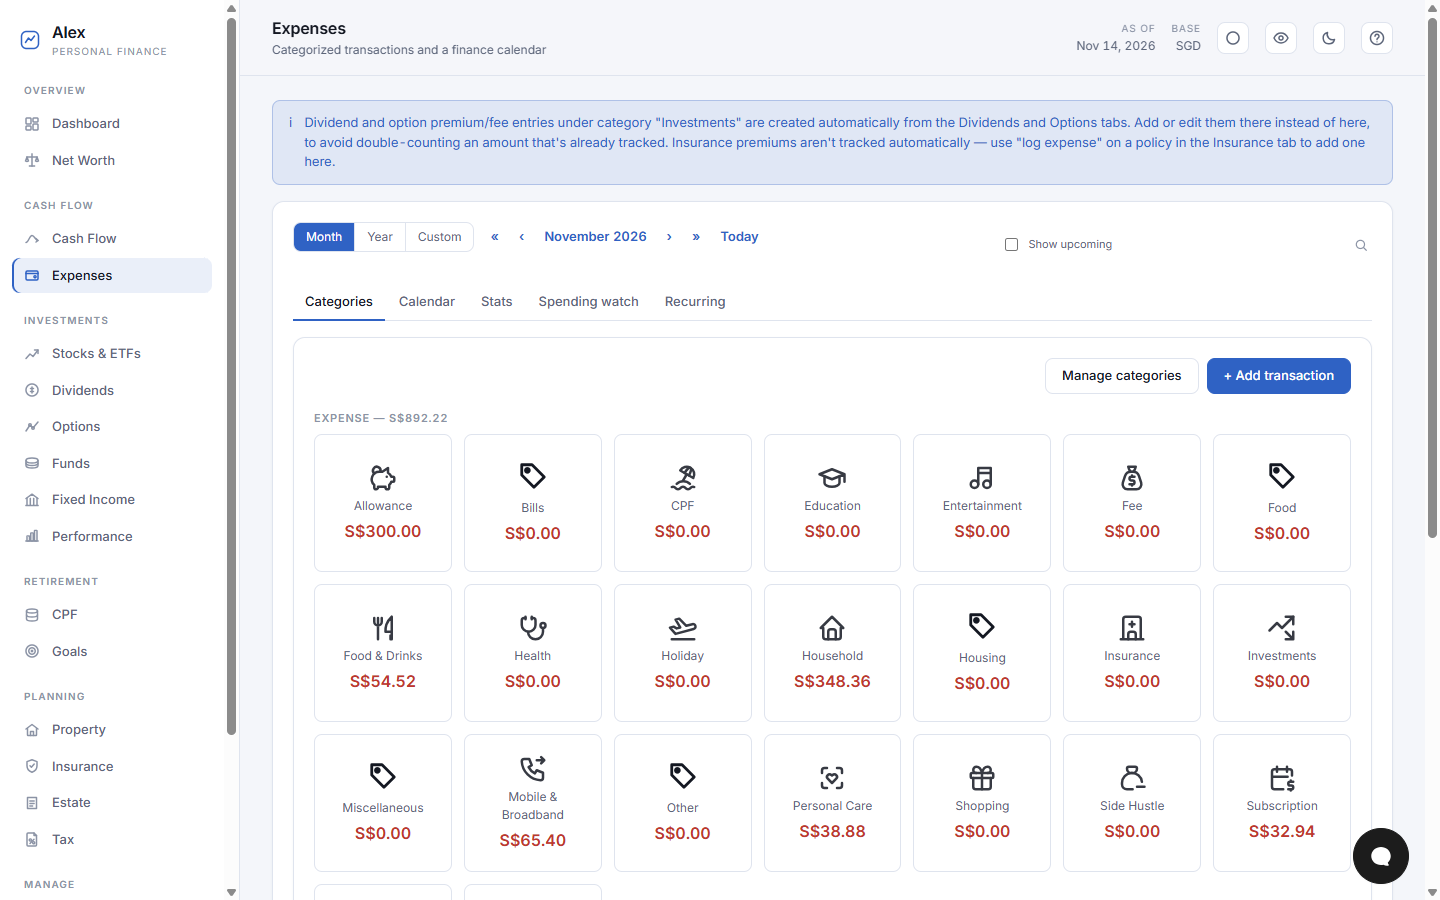 Alex
PERSONAL FINANCE
OVERVIEW
Dashboard
Net Worth
CASH FLOW
Cash Flow
Expenses
INVESTMENTS
Stocks & ETFs
Dividends
Options
Funds
Fixed Income
Performance
RETIREMENT
CPF
Goals
PLANNING
Property
Insurance
Estate
Tax
MANAGE
Expenses
Categorized transactions and a finance calendar
AS OF
Nov 14, 2026
BASE
SGD
i Dividend and option premium/fee entries under category "Investments" are created automatically from the Dividends and Options tabs. Add or edit them there instead of here,
to avoid double-counting an amount that's already tracked. Insurance premiums aren't tracked automatically — use "log expense" on a policy in the Insurance tab to add one
here.
Month Year Custom « ‹ November 2026 › » Today
Show upcoming
Categories Calendar Stats Spending watch Recurring
Manage categories + Add transaction
EXPENSE — S$892.22
Allowance
S$300.00
Bills
S$0.00
CPF
S$0.00
Education
S$0.00
Entertainment
S$0.00
Fee
S$0.00
Food
S$0.00
Food & Drinks
S$54.52
Health
S$0.00
Holiday
S$0.00
Household
S$348.36
Housing
S$0.00
Insurance
S$0.00
Investments
S$0.00
Miscellaneous
S$0.00
Mobile &
Broadband
S$65.40
Other
S$0.00
Personal Care
S$38.88
Shopping
S$0.00
Side Hustle
S$0.00
Subscription
S$32.94